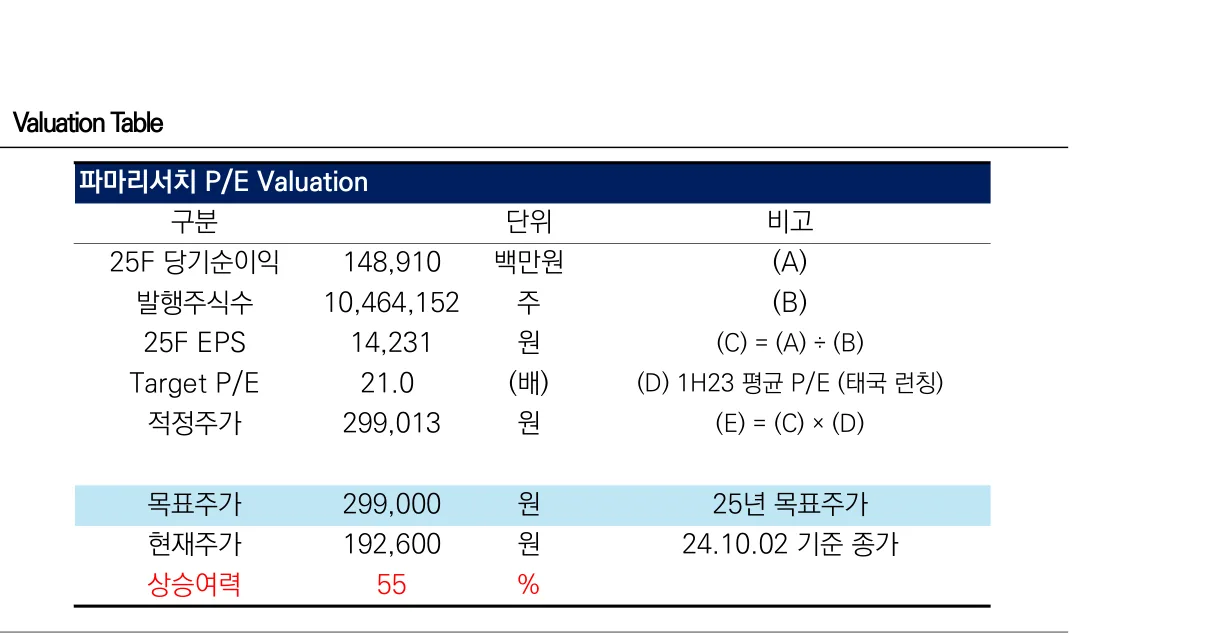 Valuation Table
파마리서치 P/E Valuation
구분 단위 비고
25F 당기순이익 148,910 백만원 (A)
발행주식수 10,464,152 주 (B)
25F EPS 14,231 원 (C) = (A) ÷ (B)
Target P/E 21.0 (배) (D) 1H23 평균 P/E (태국 런칭)
적정주가 299,013 원 (E) = (C) × (D)
목표주가 299,000 원 25년 목표주가
현재주가 192,600 원 24.10.02 기준 종가
상승여력 55 %